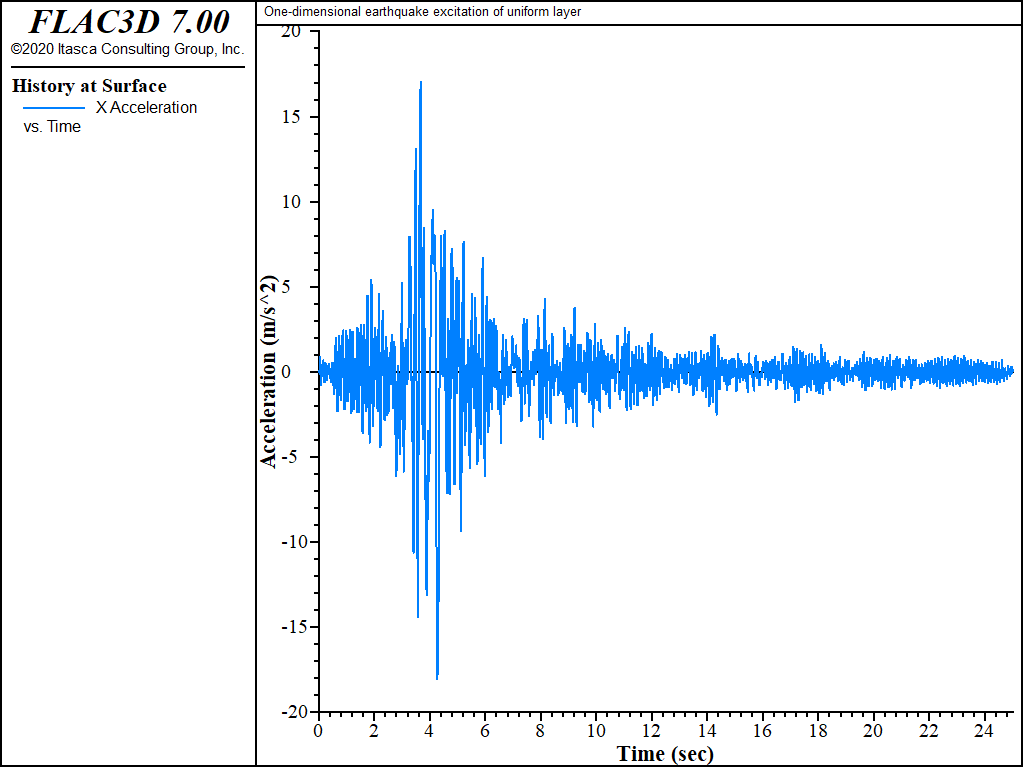 FLAC3D 7.00
©2020 Itasca Consulting Group, Inc.
History at Surface
X Acceleration
vs. Time
One-dimensional earthquake excitation of uniform layer
20
15
10
5
0
-5
-10
-15
-20
Acceleration (m/s^2)
0 2 4 6 8 10 12 14 16 18 20 22 24
Time (sec)